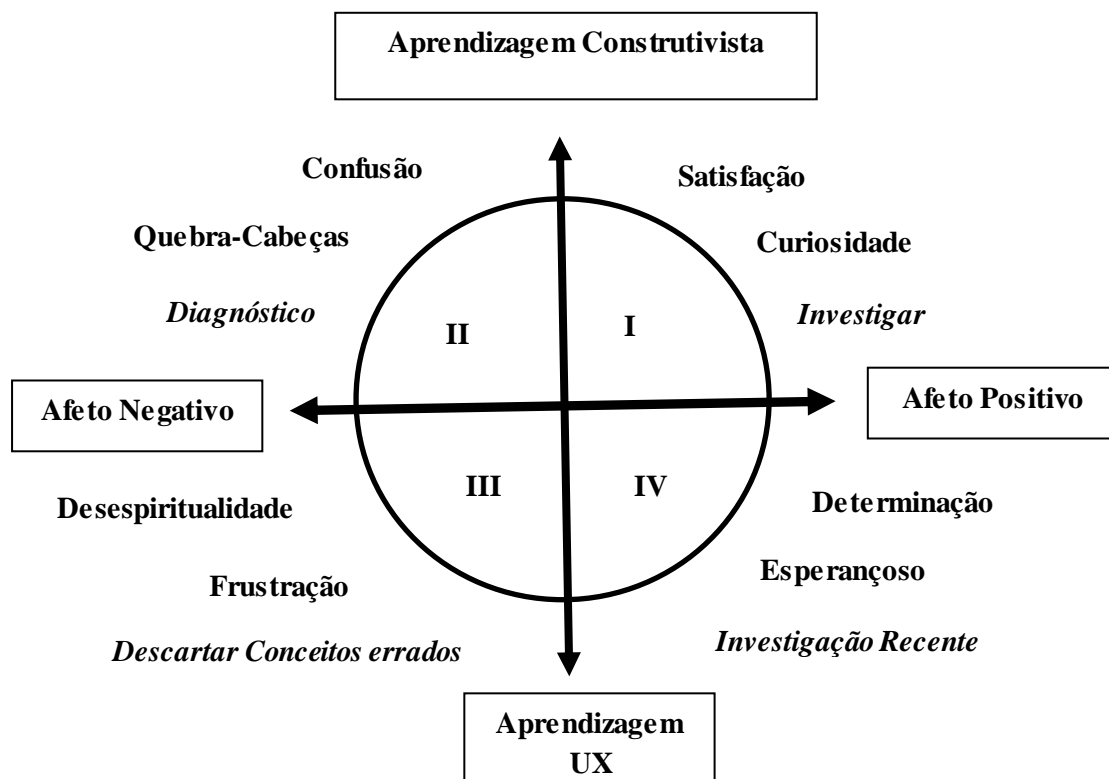 Aprendizagem Construtivista
Confusão
Satisfação
Quebra-Cabeças
Curiosidade
Diagnóstico
Investigar
II
I
Afeto Negativo
Afeto Positivo
III
IV
Desespiritualidade
Determinação
Frustração
Esperançoso
Descartar Conceitos errados
Investigação Recente
Aprendizagem
UX